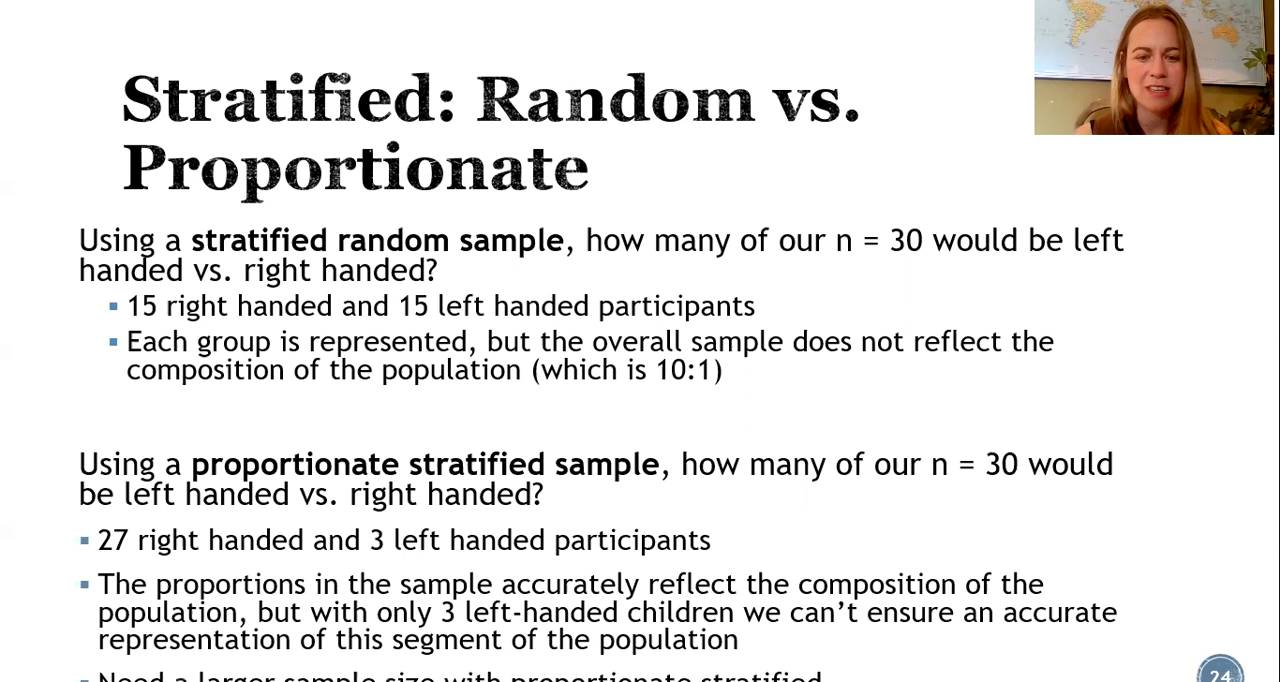 Stratified: Random vs.
Proportionate
Using a stratified random sample, how many of our n = 30 would be left
handed vs. right handed?
▪ 15 right handed and 15 left handed participants
▪ Each group is represented, but the overall sample does not reflect the
composition of the population (which is 10:1)
Using a proportionate stratified sample, how many of our n = 30 would
be left handed vs. right handed?
▪ 27 right handed and 3 left handed participants
▪ The proportions in the sample accurately reflect the composition of the
population, but with only 3 left-handed children we can’t ensure an accurate
representation of this segment of the population
▪ Need a larger sample size with proportionate stratified
24